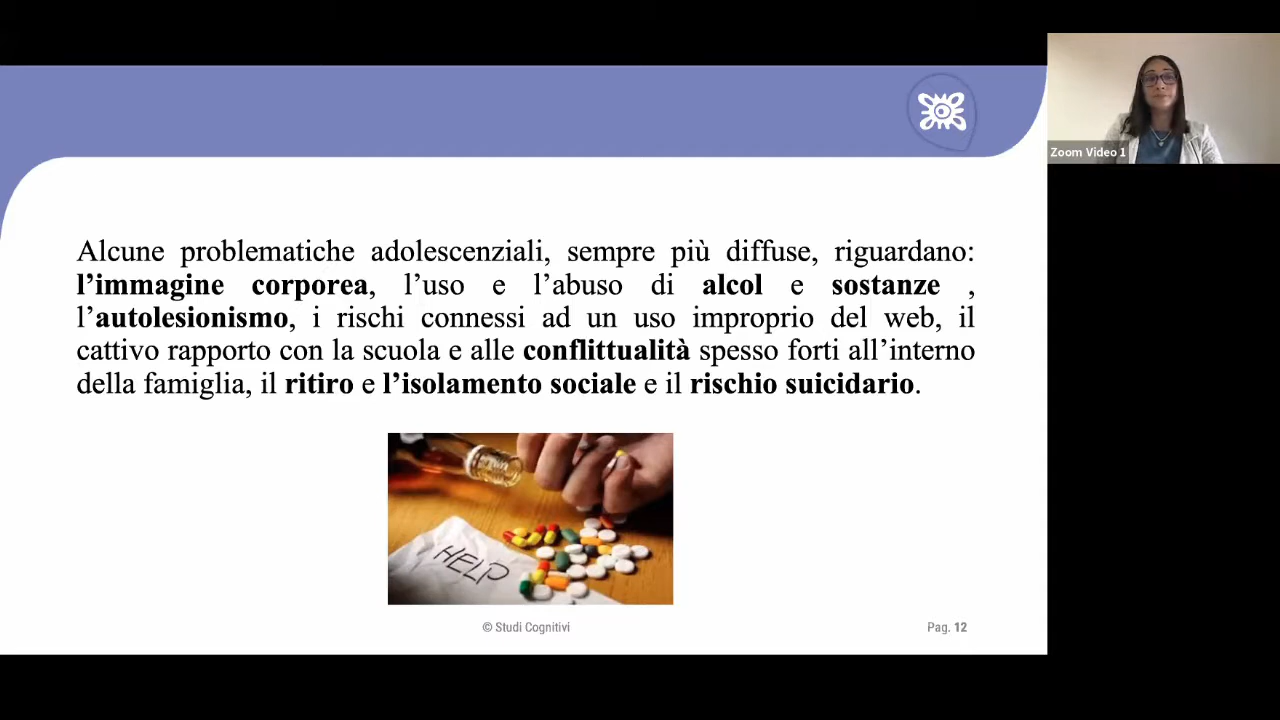 Zoom Video 1
Alcune problematiche adolescenziali, sempre più diffuse, riguardano:
l’immagine corporea, l’uso e l’abuso di alcol e sostanze ,
l’autolesionismo, i rischi connessi ad un uso improprio del web, il
cattivo rapporto con la scuola e alle conflittualità spesso forti all’interno
della famiglia, il ritiro e l’isolamento sociale e il rischio suicidario.
HELP
© Studi Cognitivi
Pag. 12